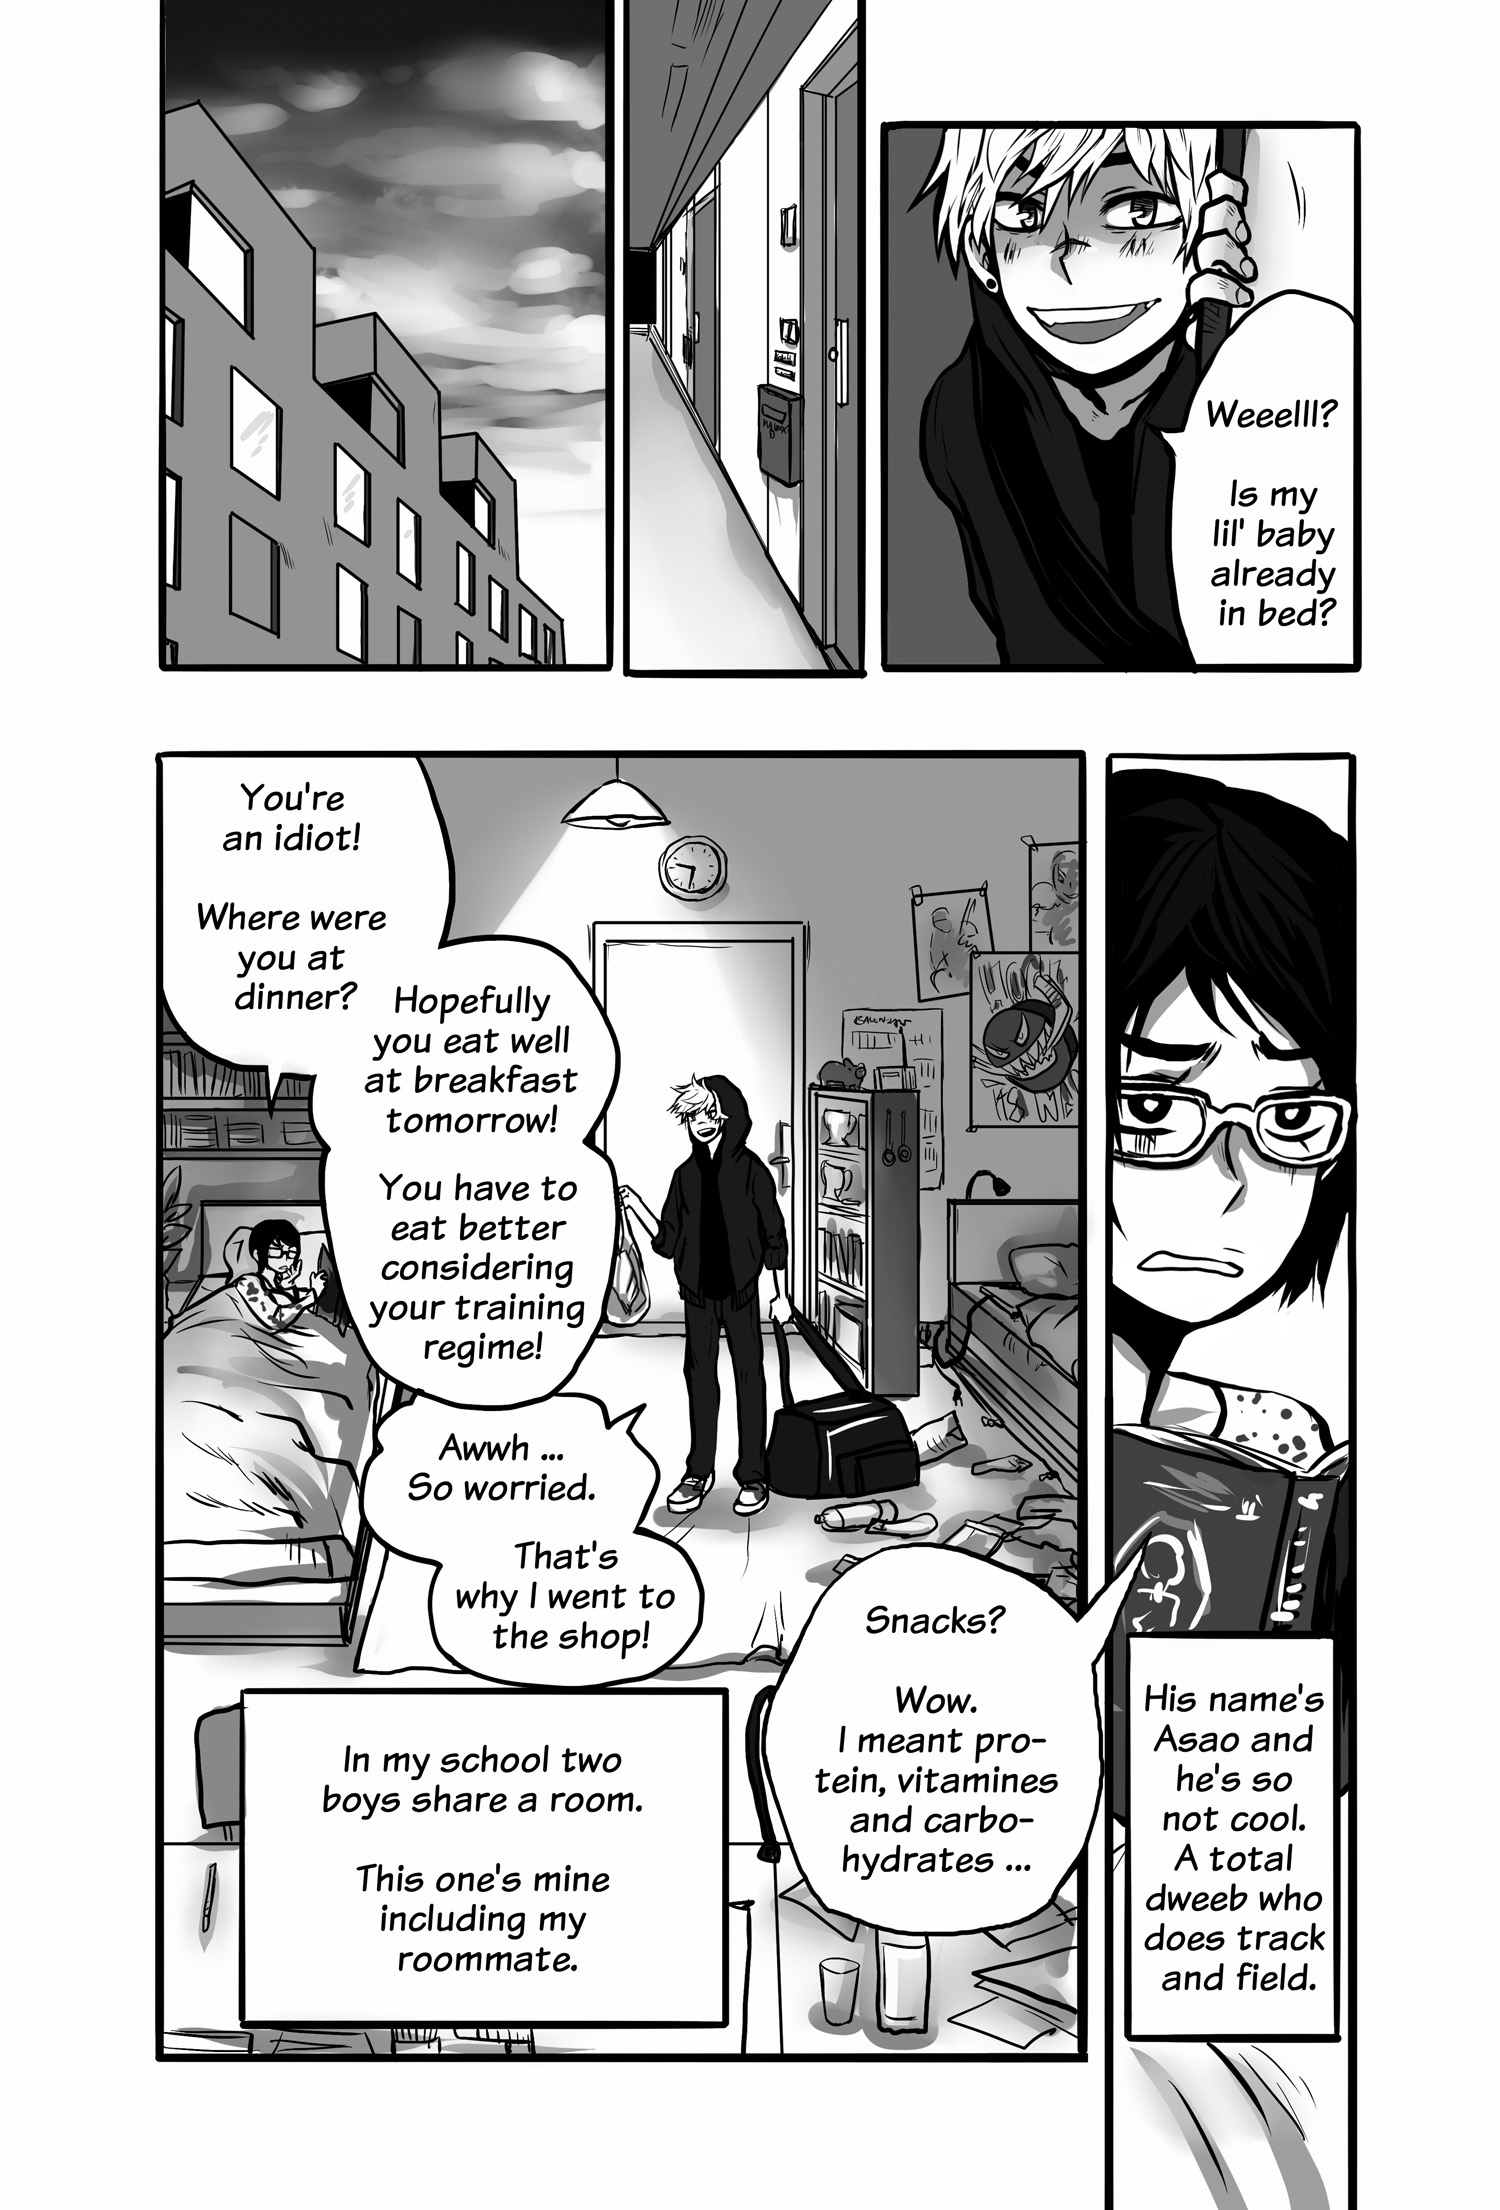 Weeelll?
Is my
lil' baby
already
in bed?
You're
an idiot!
Where were
you at
dinner?
Hopefully
you eat well
at breakfast
tomorrow!
You have to
eat better
considering
your training
regime!
Awwh ...
So worried.
That's
why I went to
the shop!
Snacks?
Wow.
I meant pro-
tein, vitamines
and carbo-
hydrates ...
In my school two
boys share a room.
This one's mine
including my
roommate.
His name's
Asao and
he's so
not cool.
A total
dweeb who
does track
and field.